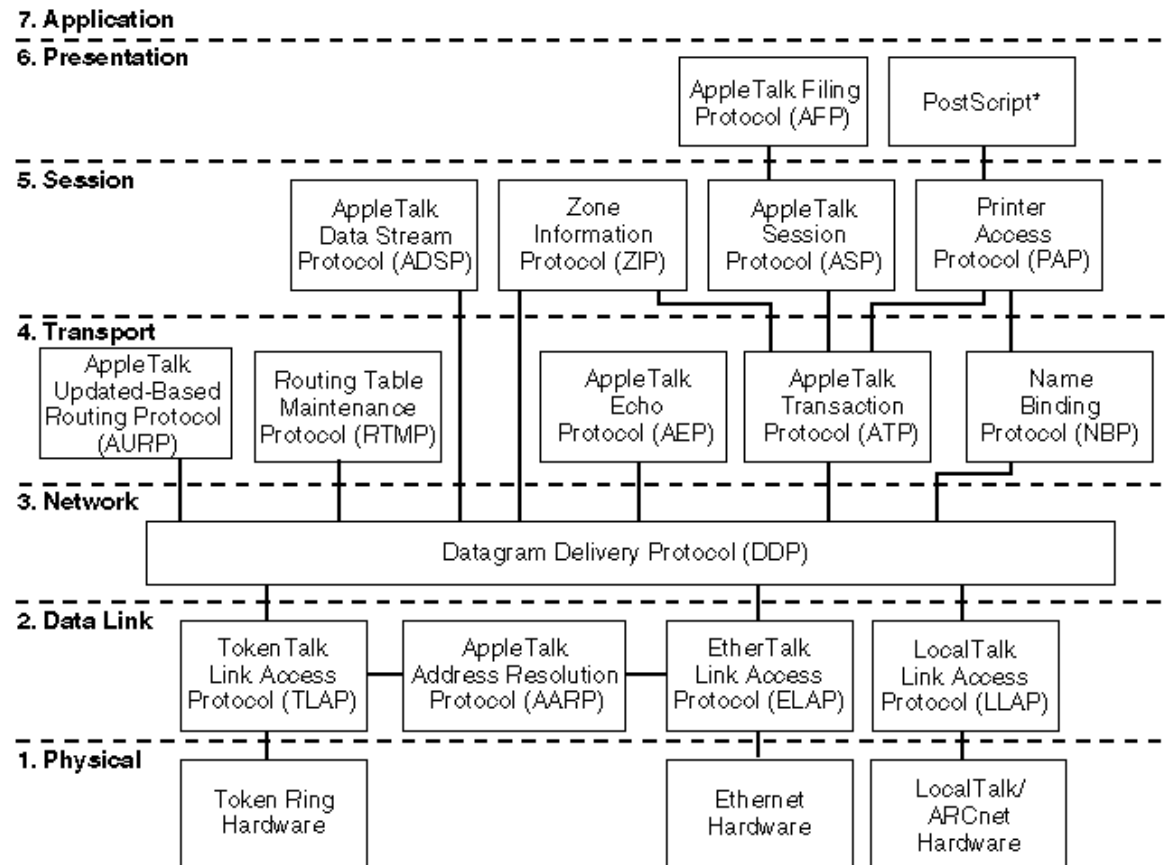 7. Application
6. Presentation
AppleTalk Filing
Protocol (AFP)
PostScript*
5. Session
AppleTalk
Data Stream
Protocol (ADSP)
Zone
Information
Protocol (ZIP)
AppleTalk
Session
Protocol (ASP)
Printer
Access
Protocol (PAP)
4. Transport
AppleTalk
Updated-Based
Routing Protocol
(AURP)
Routing Table
Maintenance
Protocol (RTMP)
AppleTalk
Echo
Protocol (AEP)
AppleTalk
Transaction
Protocol (ATP)
Name
Binding
Protocol (NBP)
3. Network
Datagram Delivery Protocol (DDP)
2. Data Link
TokenTalk
Link Access
Protocol (TLAP)
AppleTalk
Address Resolution
Protocol (AARP)
EtherTalk
Link Access
Protocol (ELAP)
LocalTalk
Link Access
Protocol (LLAP)
1. Physical
Token Ring
Hardware
Ethernet
Hardware
LocalTalk/
ARCnet
Hardware